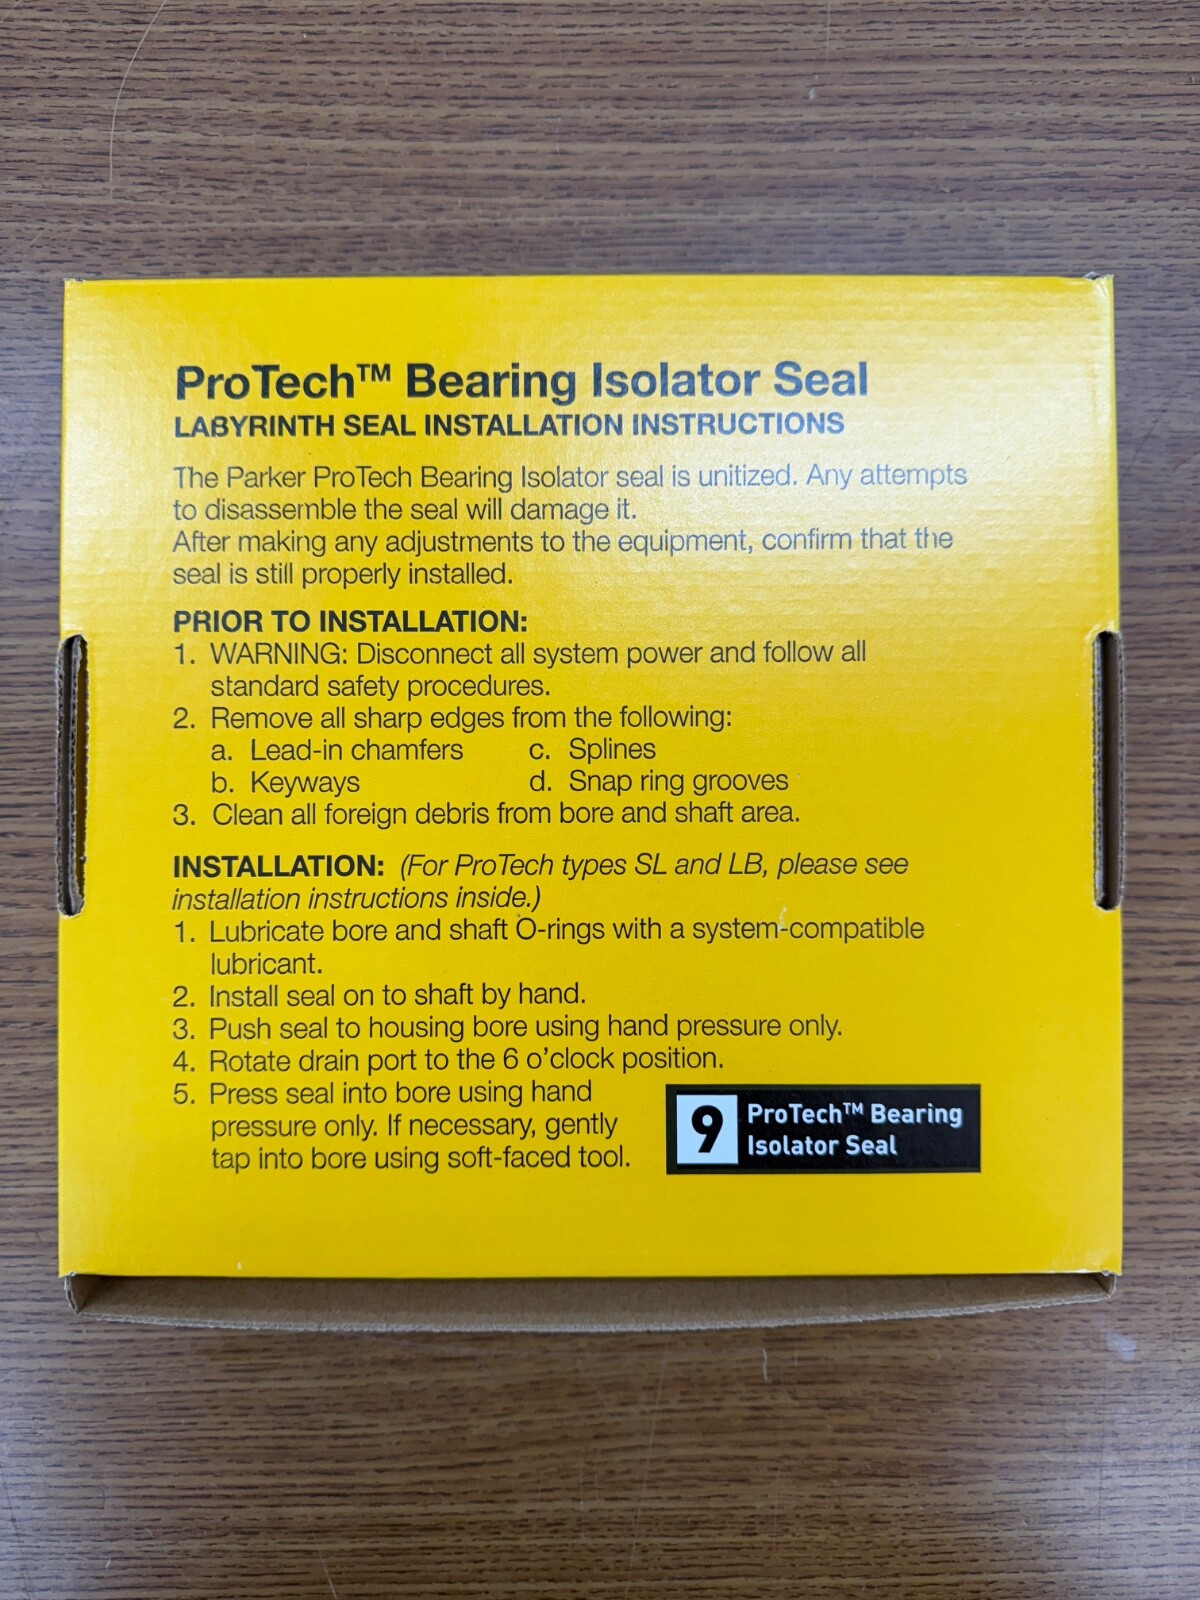 ProTech™ Bearing Isolator Seal
LABYRINTH SEAL INSTALLATION INSTRUCTIONS
The Parker ProTech Bearing Isolator seal is unitized. Any attempts
to disassemble the seal will damage it.
After making any adjustments to the equipment, confirm that the
seal is still properly installed.
PRIOR TO INSTALLATION:
1. WARNING: Disconnect all system power and follow all
standard safety procedures.
2. Remove all sharp edges from the following:
a. Lead-in chamfers c. Splines
b. Keyways d. Snap ring grooves
3. Clean all foreign debris from bore and shaft area.
INSTALLATION: (For ProTech types SL and LB, please see
installation instructions inside.)
1. Lubricate bore and shaft O-rings with a system-compatible
lubricant.
2. Install seal on to shaft by hand.
3. Push seal to housing bore using hand pressure only.
4. Rotate drain port to the 6 o'clock position.
5. Press seal into bore using hand
pressure only. If necessary, gently
tap into bore using soft-faced tool.
9 ProTech™ Bearing
Isolator Seal